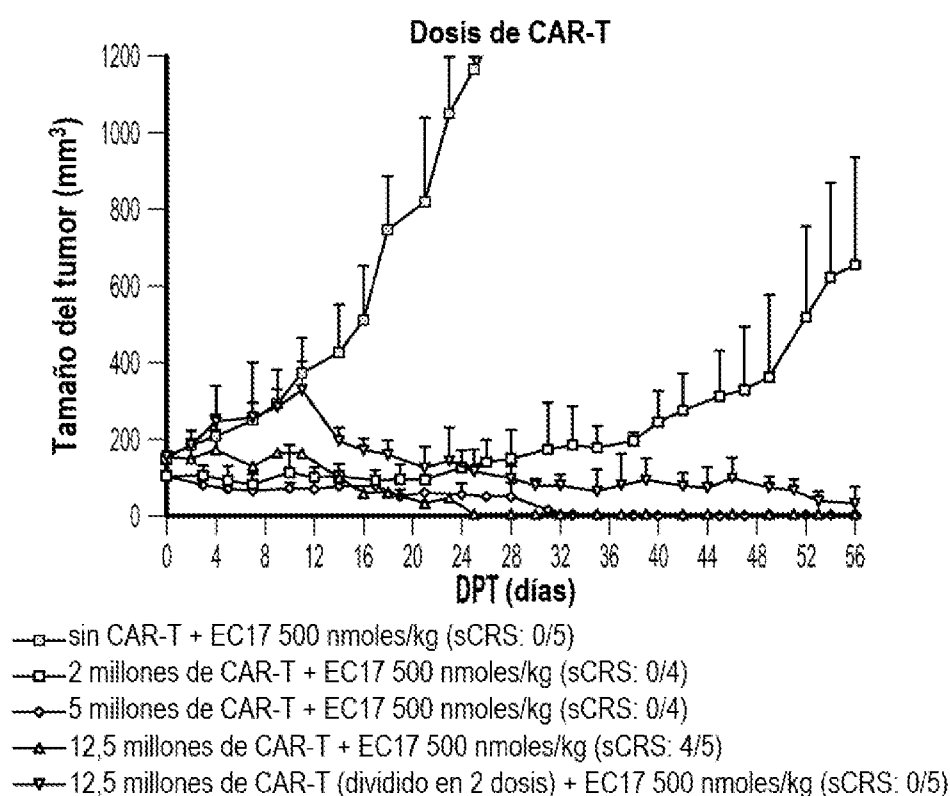 Dosis de CAR-T
Tamaño del tumor (mm³)
1200
1000
800
600
400
200
0
0 4 8 12 16 20 24 28 32 36 40 44 48 52 56
DPT (días)
sin CAR-T + EC17 500 nmoles/kg (sCRS: 0/5)
2 millones de CAR-T + EC17 500 nmoles/kg (sCRS: 0/4)
5 millones de CAR-T + EC17 500 nmoles/kg (sCRS: 0/4)
12,5 millones de CAR-T + EC17 500 nmoles/kg (sCRS: 4/5)
12,5 millones de CAR-T (dividido en 2 dosis) + EC17 500 nmoles/kg (sCRS: 0/5)